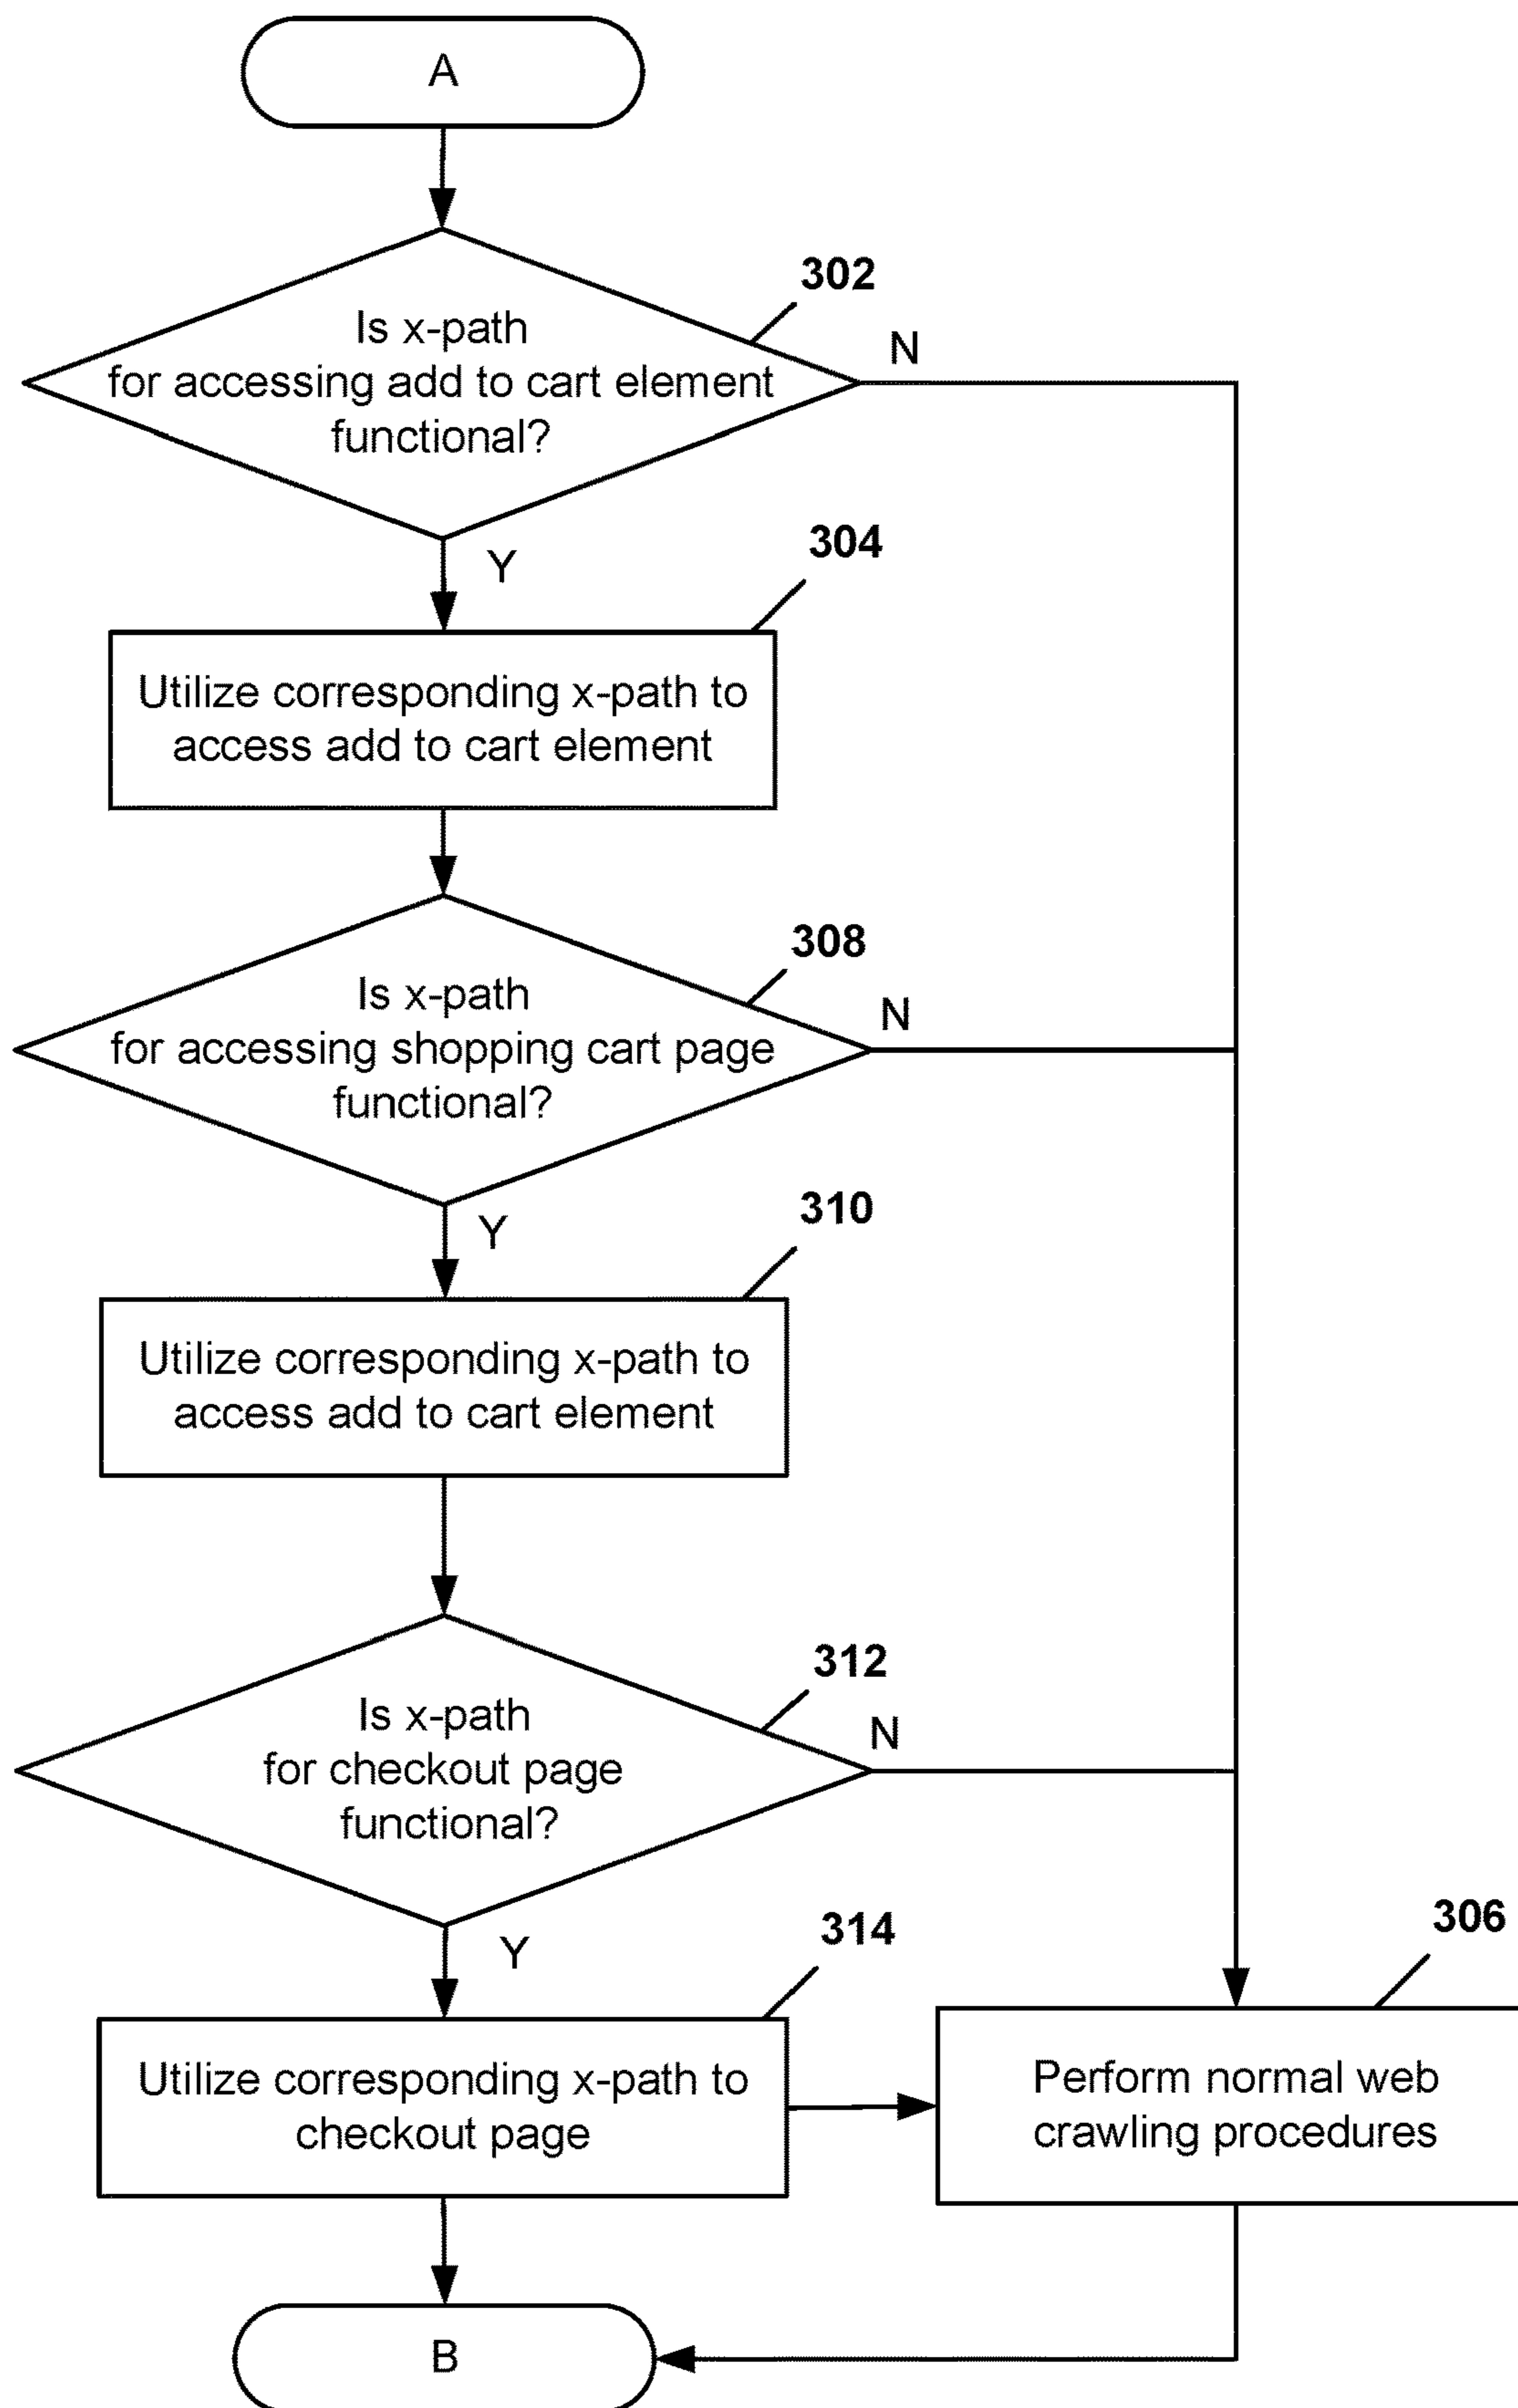 A
302
Is x-path
for accessing add to cart element
functional?
N
Y
304
Utilize corresponding x-path to
access add to cart element
308
Is x-path
for accessing shopping cart page
functional?
N
Y
310
Utilize corresponding x-path to
access add to cart element
312
Is x-path
for checkout page
functional?
N
Y
314
Utilize corresponding x-path to
checkout page
306
Perform normal web
crawling procedures
B